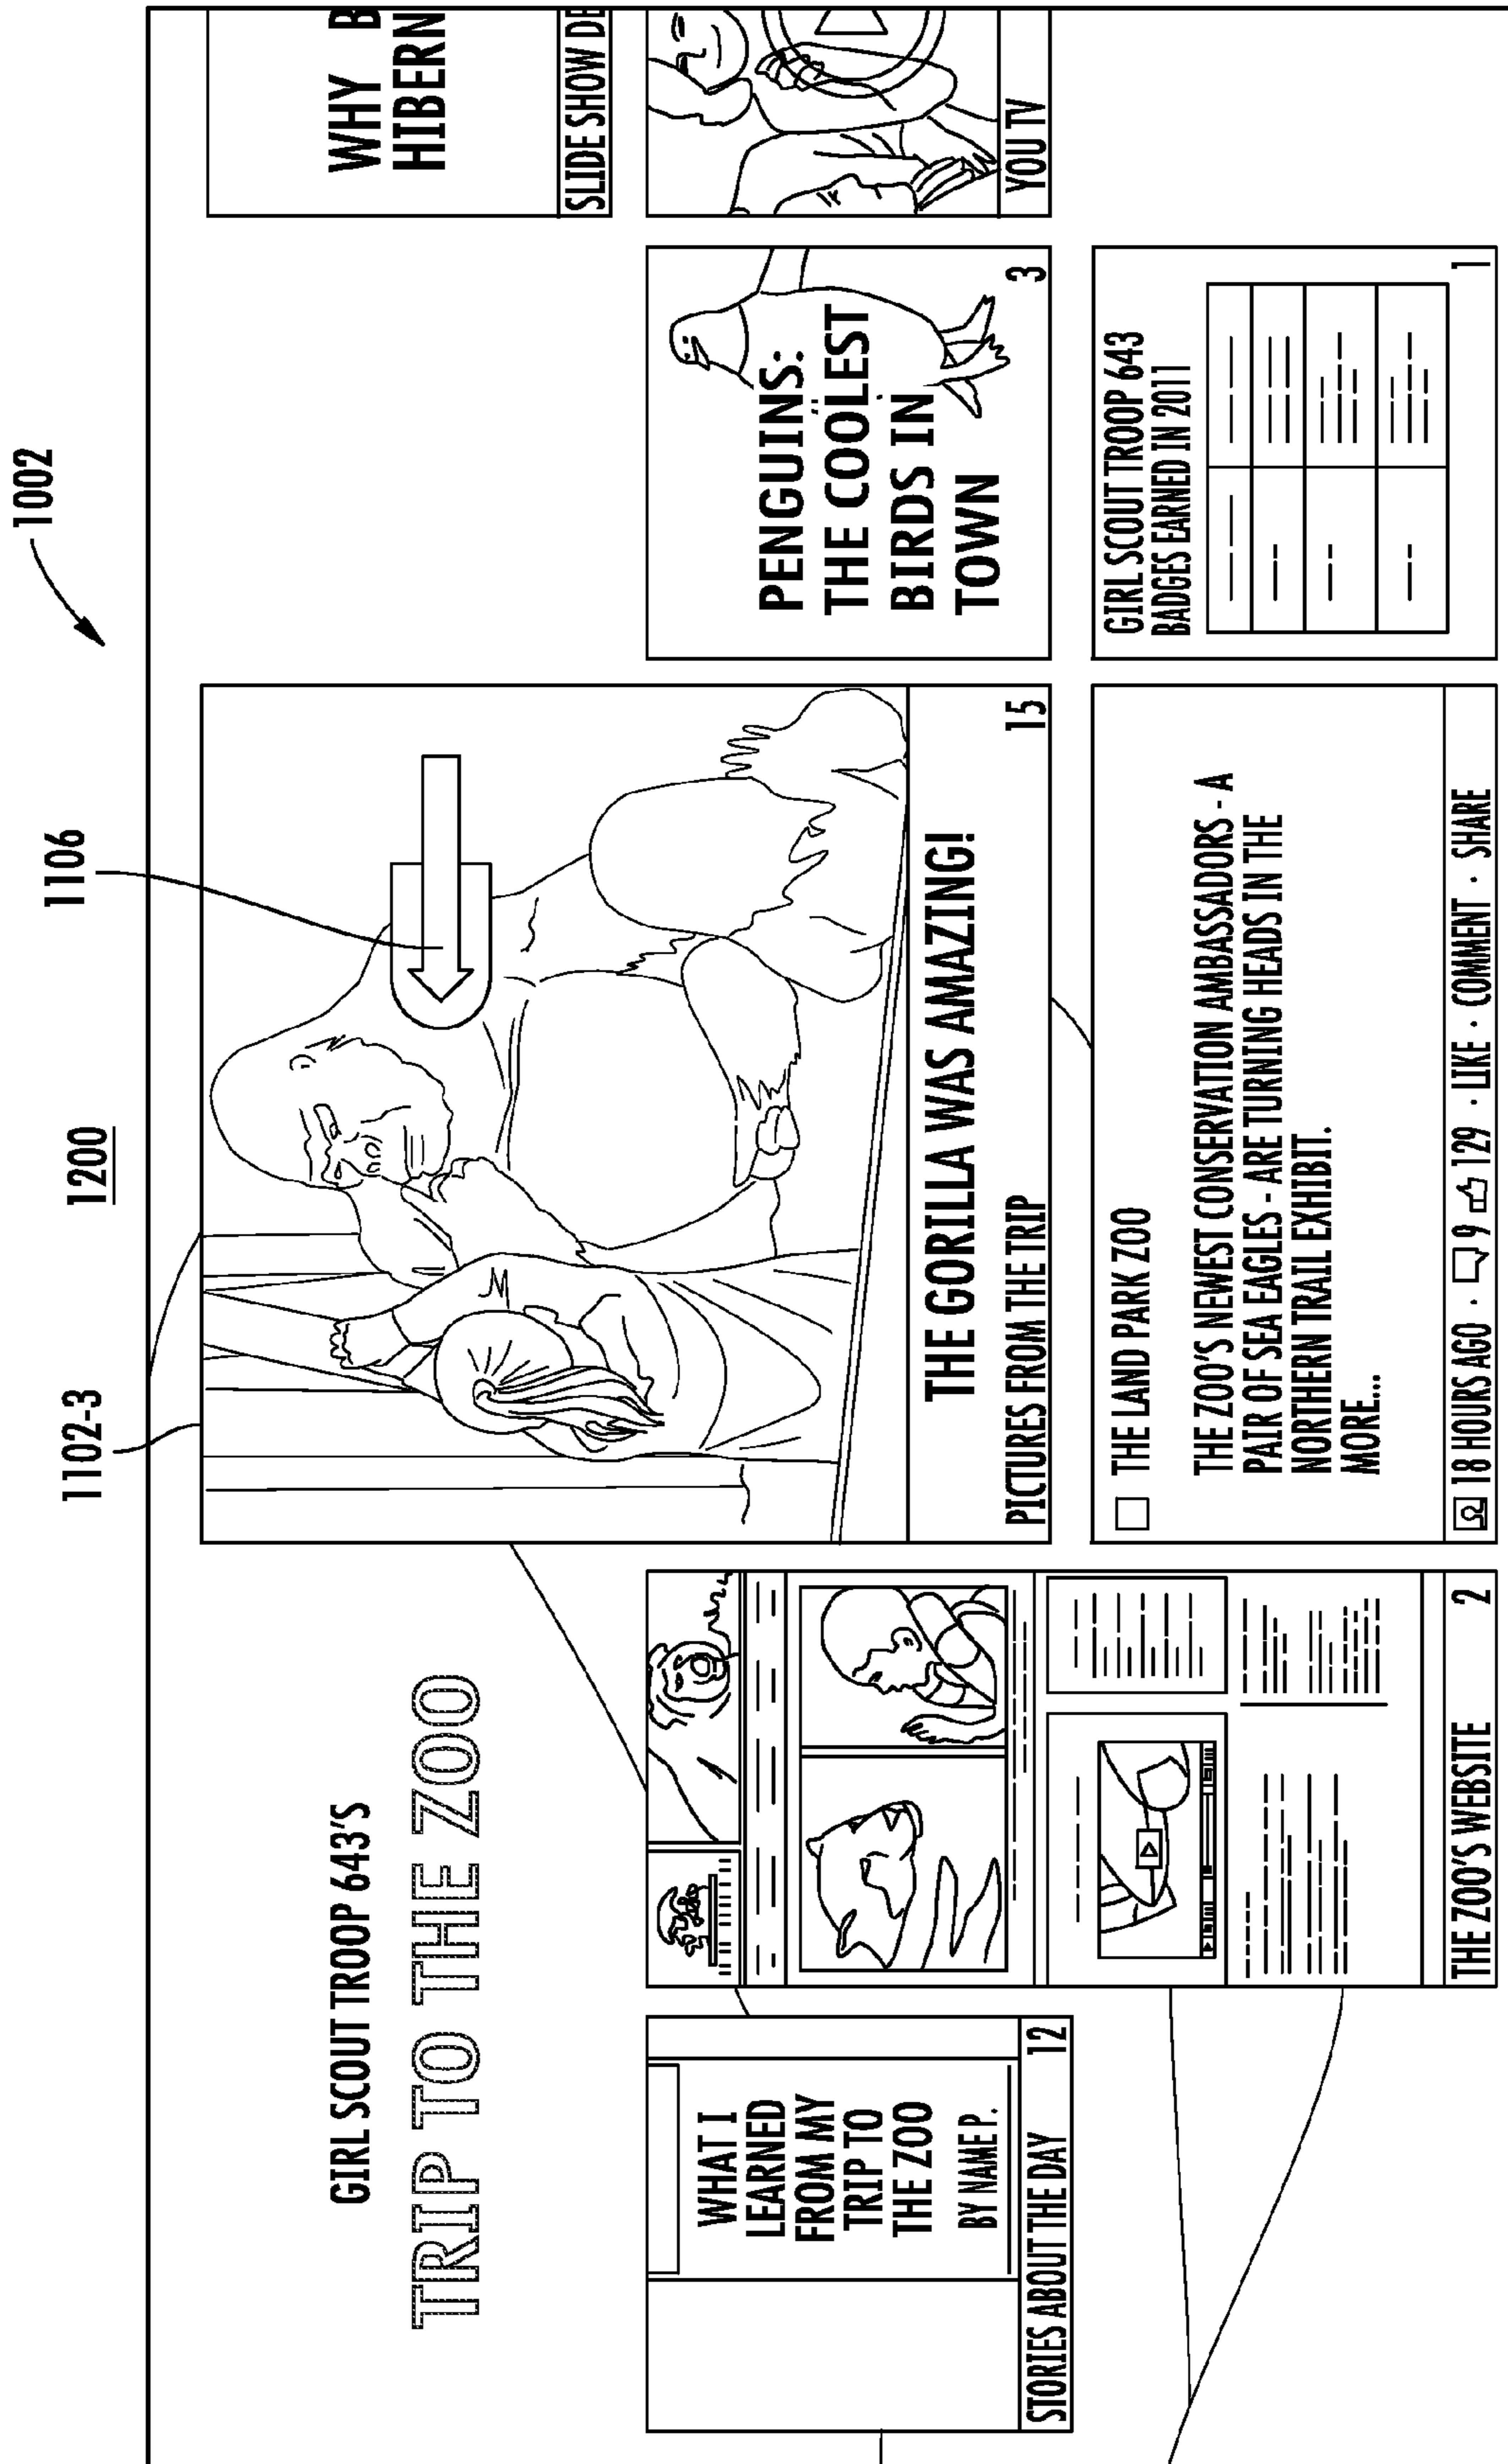 1200
1002
1102-3
1106
GIRL SCOUT TROOP 643'S
TRIP TO THE ZOO
WHAT I
LEARNED
FROM MY
TRIP TO
THE ZOO
BY NAME P.
STORIES ABOUT THE DAY 12
THE ZOO'S WEBSITE 2
THE GORILLA WAS AMAZING!
PICTURES FROM THE TRIP 15
THE LAND PARK ZOO
THE ZOO'S NEWEST CONSERVATION AMBASSADORS - A
PAIR OF SEA EAGLES - ARE TURNING HEADS IN THE
NORTHERN TRAIL EXHIBIT.
MORE...
18 HOURS AGO · 9 129 · LIKE · COMMENT · SHARE
PENGUINS:
THE COOLEST
BIRDS IN
TOWN
3
GIRL SCOUT TROOP 643
BADGES EARNED IN 2011
1
WHY B
HIBERN
SLIDE SHOW DE
YOU TV